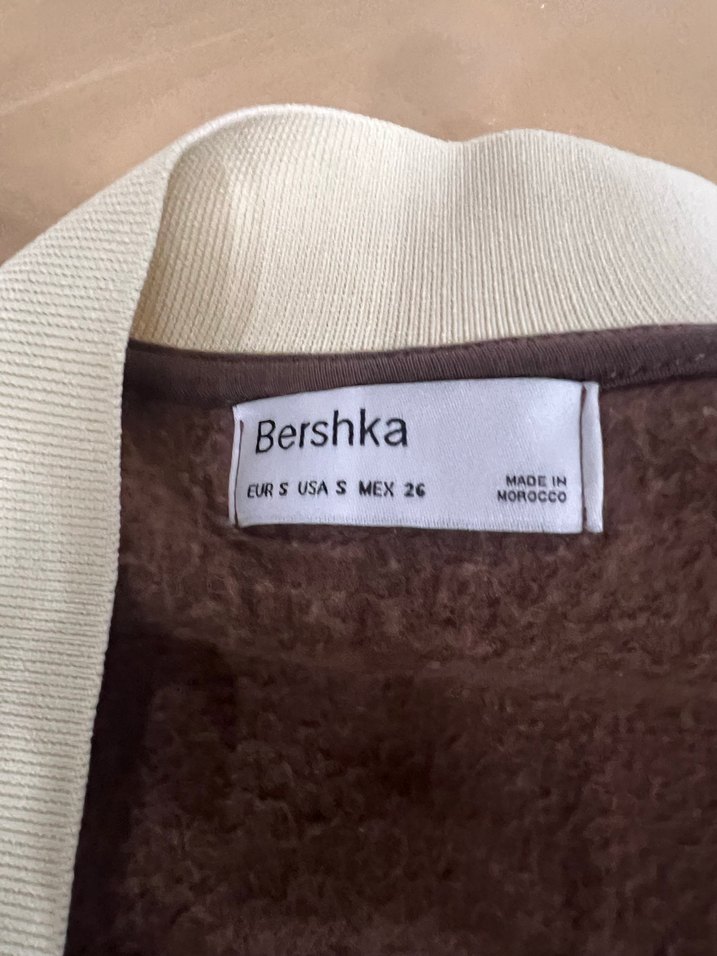 Bershka
EUR S USA S MEX 26
MADE IN
MOROCCO